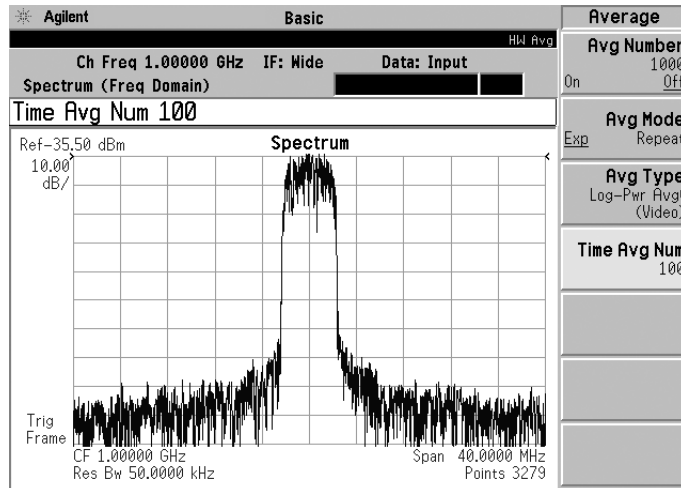 Agilent Basic Average
HW Avg
Ch Freq 1.00000 GHz IF: Wide Data: Input
Spectrum (Freq Domain)
Time Avg Num 100
Ref-35.50 dBm Spectrum
10.00
dB/
Trig
Frame
CF 1.00000 GHz Span 40.0000 MHz
Res Bw 50.0000 kHz Points 3279
Avg Number
1000
On Off
Avg Mode
Exp Repeat
Avg Type
Log-Pwr Avg
(Video)
Time Avg Num
100